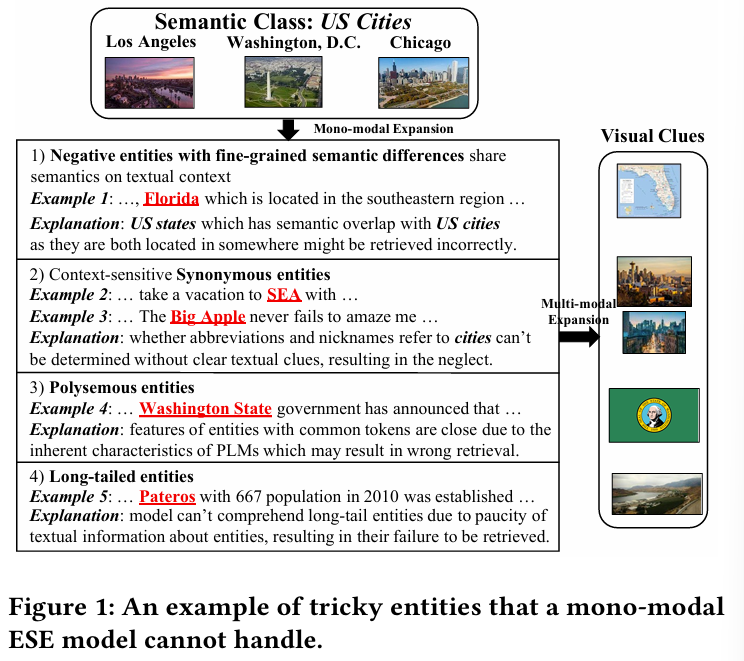 Semantic Class: US Cities
Los Angeles Washington, D.C. Chicago
Mono-modal Expansion
1) Negative entities with fine-grained semantic differences share
semantics on textual context
Example 1: …, Florida which is located in the southeastern region …
Explanation: US states which has semantic overlap with US cities
as they are both located in somewhere might be retrieved incorrectly.
2) Context-sensitive Synonymous entities
Example 2: … take a vacation to SEA with …
Example 3: … The Big Apple never fails to amaze me …
Explanation: whether abbreviations and nicknames refer to cities can't
be determined without clear textual clues, resulting in the neglect.
3) Polysemous entities
Example 4: … Washington State government has announced that …
Explanation: features of entities with common tokens are close due to the
inherent characteristics of PLMs which may result in wrong retrieval.
4) Long-tailed entities
Example 5: … Pateros with 667 population in 2010 was established …
Explanation: model can't comprehend long-tail entities due to paucity of
textual information about entities, resulting in their failure to be retrieved.
Multi-modal
Expansion
Visual Clues
Figure 1: An example of tricky entities that a mono-modal
ESE model cannot handle.